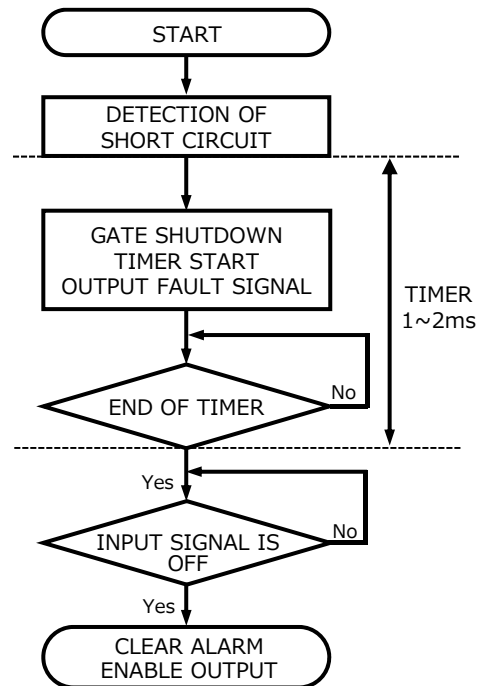 START
DETECTION OF
SHORT CIRCUIT
GATE SHUTDOWN
TIMER START
OUTPUT FAULT SIGNAL
TIMER
1~2ms
No
END OF TIMER
Yes
No
INPUT SIGNAL IS
OFF
Yes
CLEAR ALARM
ENABLE OUTPUT